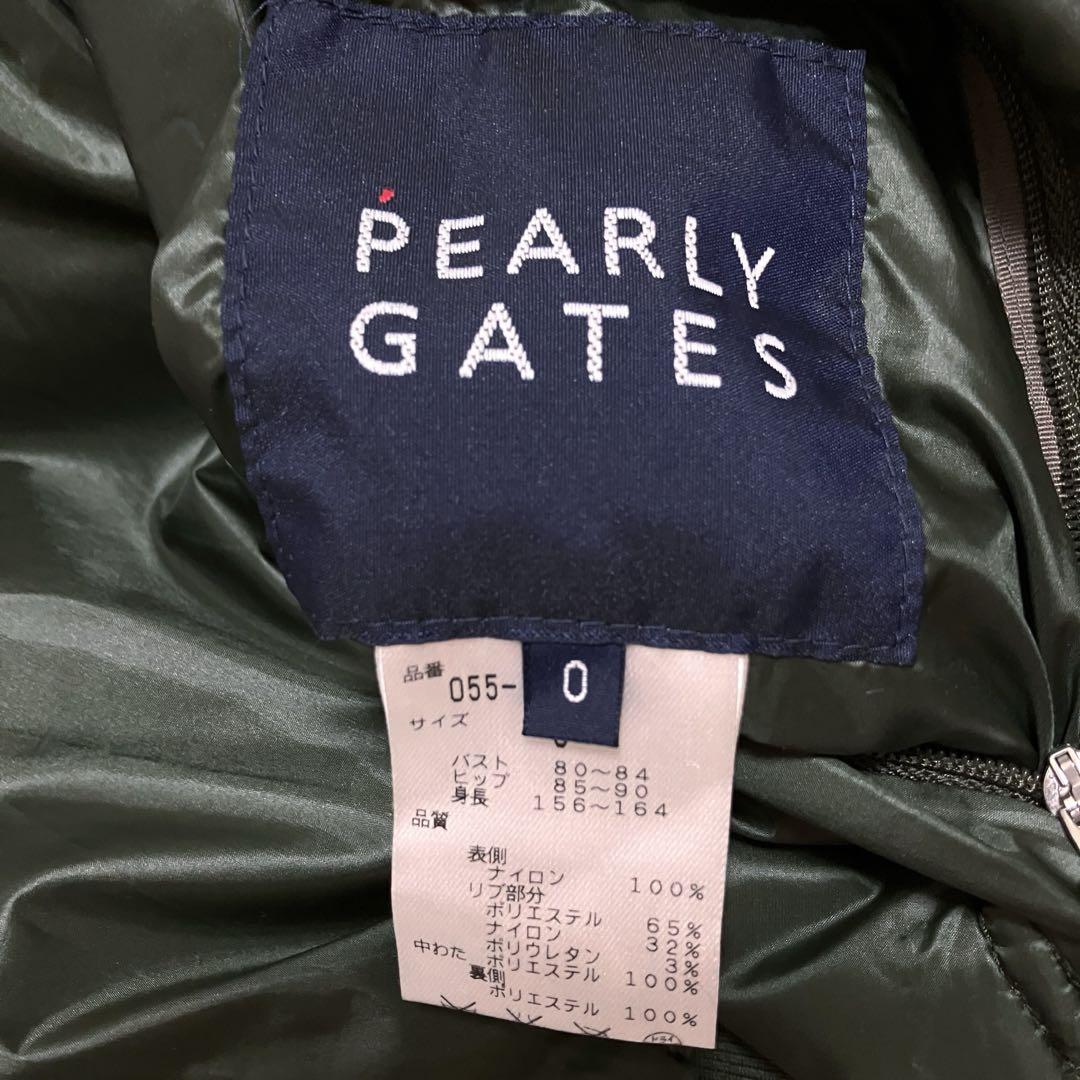 PEARLY
GATES
0
品番 055-
サイズ
バスト 80～84
ヒップ 85～90
身長 156～164
品質
表側
ナイロン 100%
リブ部分
ポリエステル 65%
ナイロン 32%
ポリウレタン 3%
中わた ポリエステル 100%
裏側
ポリエステル 100%